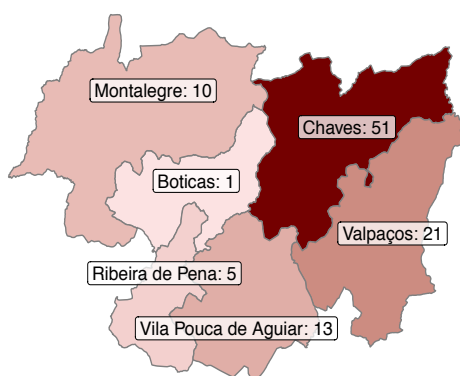 Montalegre: 10
Chaves: 51
Boticas: 1
Valpaços: 21
Ribeira de Pena: 5
Vila Pouca de Aguiar: 13